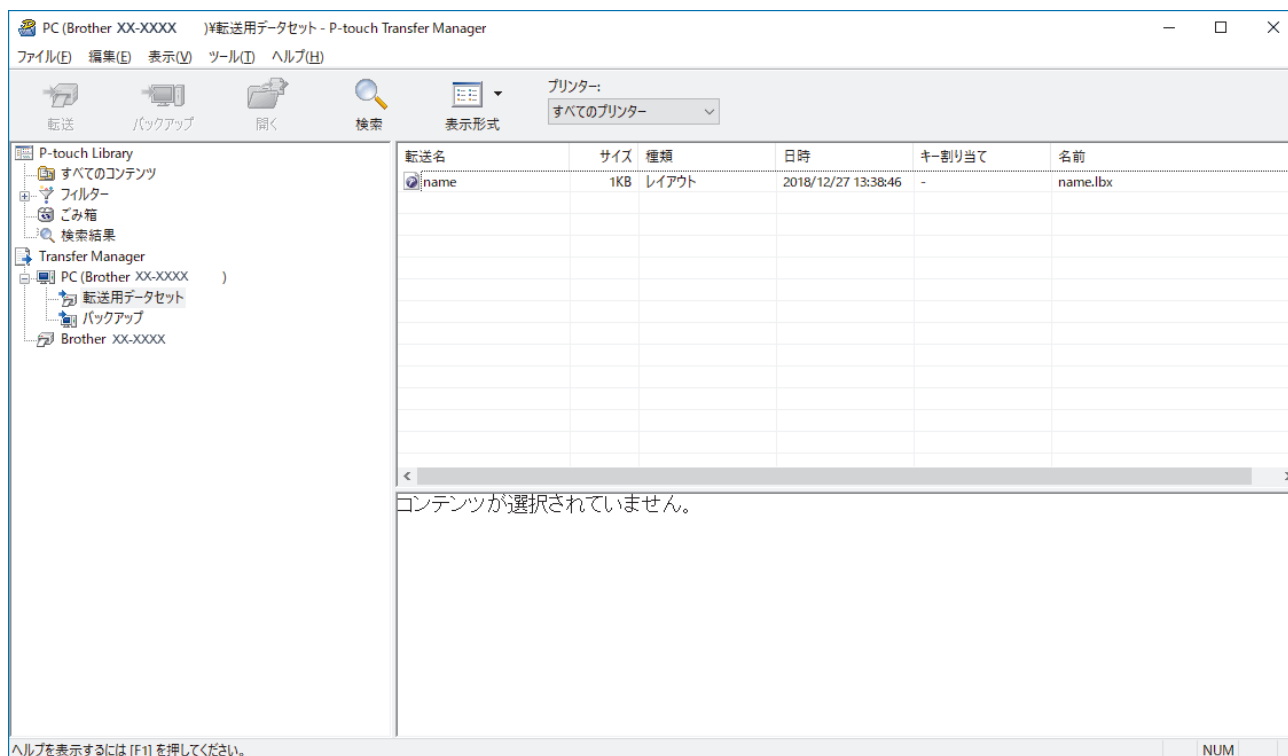 PC (Brother XX-XXXX )¥転送用データセット - P-touch Transfer Manager
ファイル(F) 編集(E) 表示(V) ツール(T) ヘルプ(H)
転送 バックアップ 開く 検索 表示形式
プリンター:
すべてのプリンター
P-touch Library
すべてのコンテンツ
フィルター
ごみ箱
検索結果
Transfer Manager
PC (Brother XX-XXXX )
転送用データセット
バックアップ
Brother XX-XXXX
転送名 サイズ 種類 日時 キー割り当て 名前
name 1KB レイアウト 2018/12/27 13:38:46 - name.lbx
コンテンツが選択されていません。
ヘルプを表示するには [F1] を押してください。 NUM